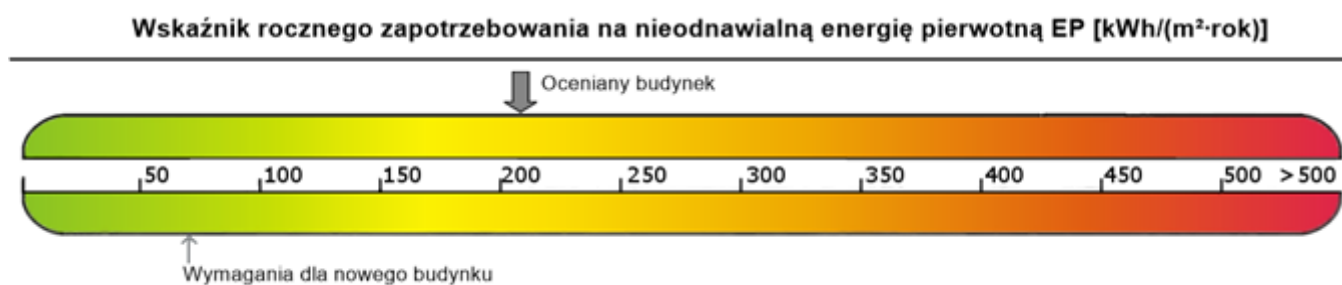 Wskaźnik rocznego zapotrzebowania na nieodnawialną energię pierwotną EP [kWh/(m²·rok)]
Oceniany budynek
50 100 150 200 250 300 350 400 450 500 >500
Wymagania dla nowego budynku